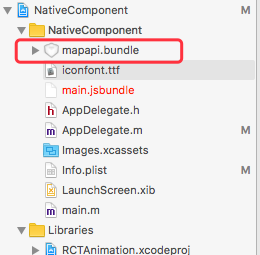 NativeComponent
NativeComponent
mapapi.bundle
iconfont.ttf
main.jsbundle
h AppDelegate.h
m AppDelegate.m M
Images.xcassets
Info.plist M
LaunchScreen.xib
m main.m
Libraries
RCTAnimation.xcodeproj